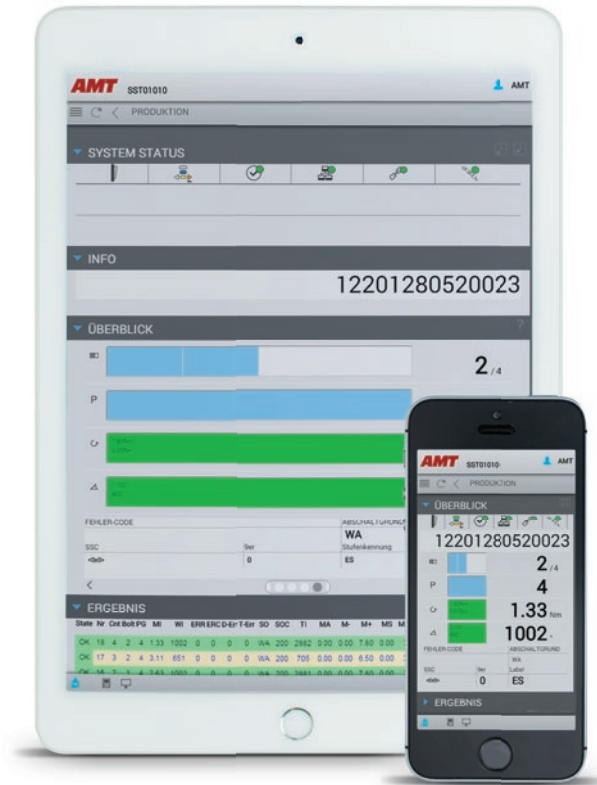 AMT SST01010 AMT
PRODUKTION
SYSTEM STATUS
INFO
12201280520023
ÜBERBLICK ?
2 / 4
P
FEHLER-CODE ABSCHALTGRUND
WA
SSC 9er Stufenkennung
0 ES
ERGEBNIS
State Nr Cnt Bolt PG MI WI ERR ERC D-Err T-Err SO SOC TI MA M- M+ MS
OK 18 4 2 4 1.33 1002 0 0 0 0 WA 200 2982 0.00 0.00 7.80 0.00
OK 17 3 2 4 3.11 651 0 0 0 0 WA 200 705 0.00 0.00 6.50 0.00
AMT SST01010- AMT
PRODUKTION
ÜBERBLICK
12201280520023
2 / 4
P 4
1.33 Nm
1002 °
FEHLER-CODE ABSCHALTGRUND
WA
SSC 9er Label
0 ES
ERGEBNIS